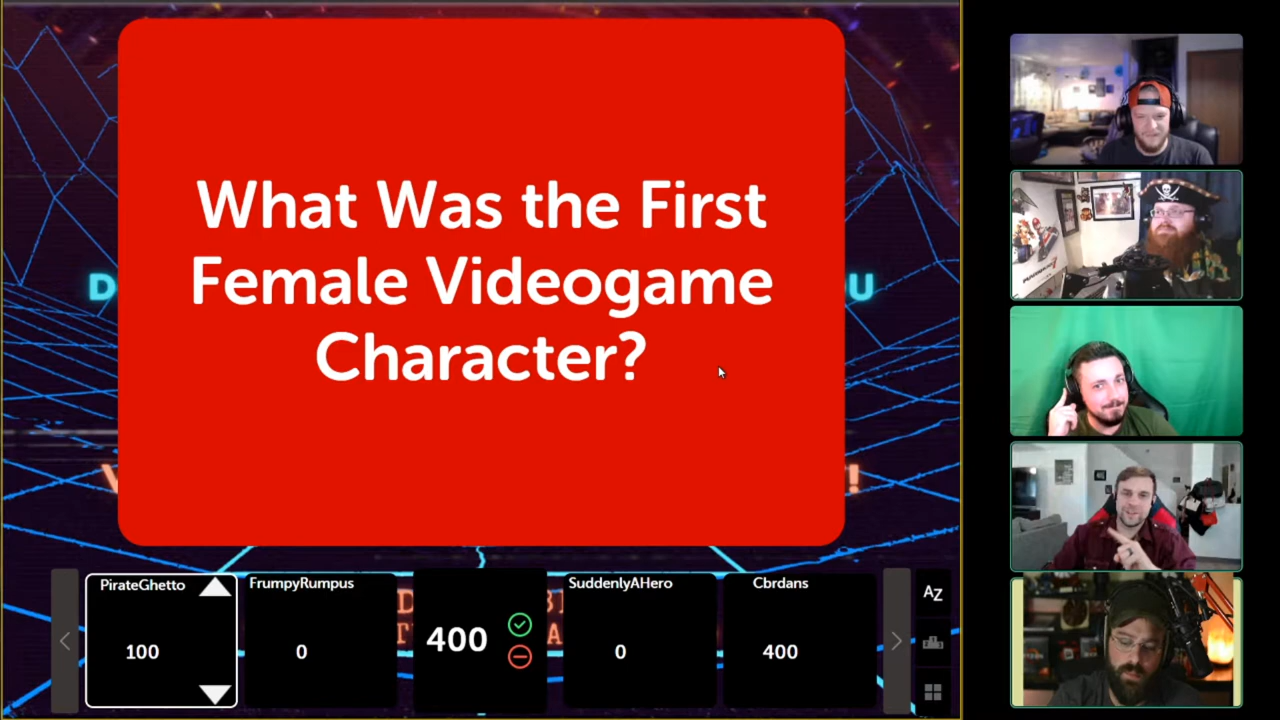 What Was the First
Female Videogame
Character?
D
U
!
PirateGhetto
100
FrumpyRumpus
0
400
SuddenlyAHero
0
Cbrdans
400
AZ